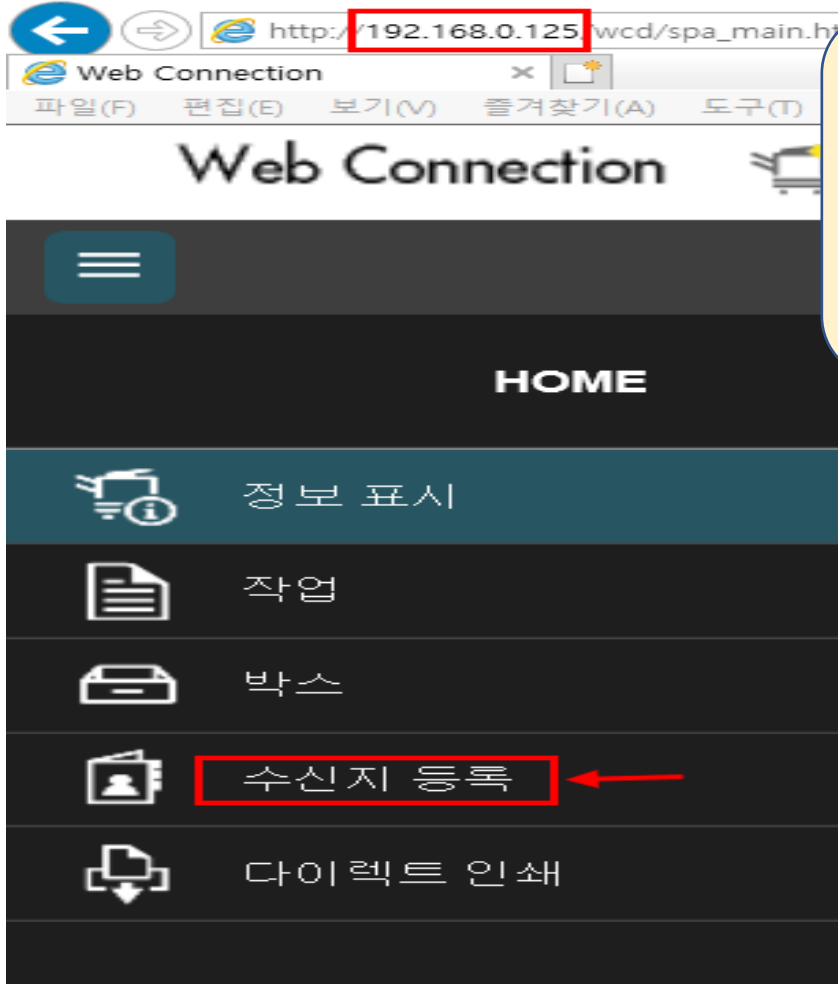 http://192.168.0.125/wcd/spa_main.ht
Web Connection
파일(F) 편집(E) 보기(V) 즐겨찾기(A) 도구(T)
Web Connection
HOME
정보 표시
작업
박스
수신지 등록
다이렉트 인쇄